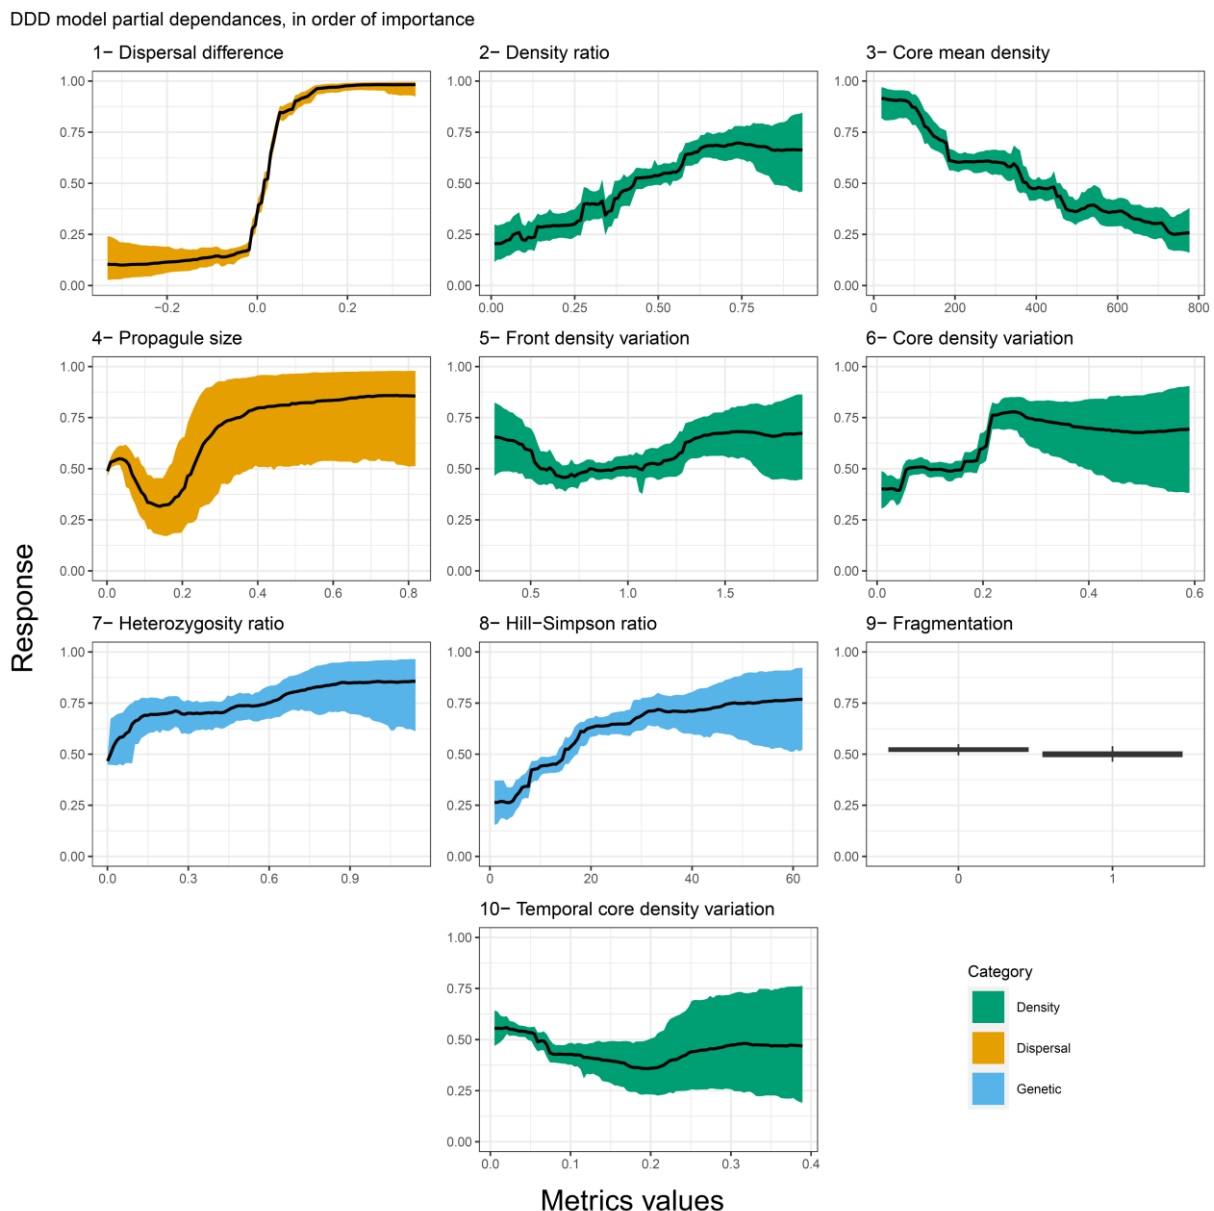 DDD model partial dependances, in order of importance
1− Dispersal difference
2− Density ratio
3− Core mean density
1.00
0.75
0.50
0.25
0.00
−0.2 0.0 0.2
1.00
0.75
0.50
0.25
0.00
0.00 0.25 0.50 0.75
1.00
0.75
0.50
0.25
0.00
0 200 400 600 800
4− Propagule size
5− Front density variation
6− Core density variation
1.00
0.75
0.50
0.25
0.00
0.0 0.2 0.4 0.6 0.8
1.00
0.75
0.50
0.25
0.00
0.5 1.0 1.5
1.00
0.75
0.50
0.25
0.00
0.0 0.2 0.4 0.6
Response
7− Heterozygosity ratio
8− Hill−Simpson ratio
9− Fragmentation
1.00
0.75
0.50
0.25
0.00
0.0 0.3 0.6 0.9
1.00
0.75
0.50
0.25
0.00
0 20 40 60
1.00
0.75
0.50
0.25
0.00
0 1
10− Temporal core density variation
1.00
0.75
0.50
0.25
0.00
0.0 0.1 0.2 0.3 0.4
Category
Density
Dispersal
Genetic
Metrics values